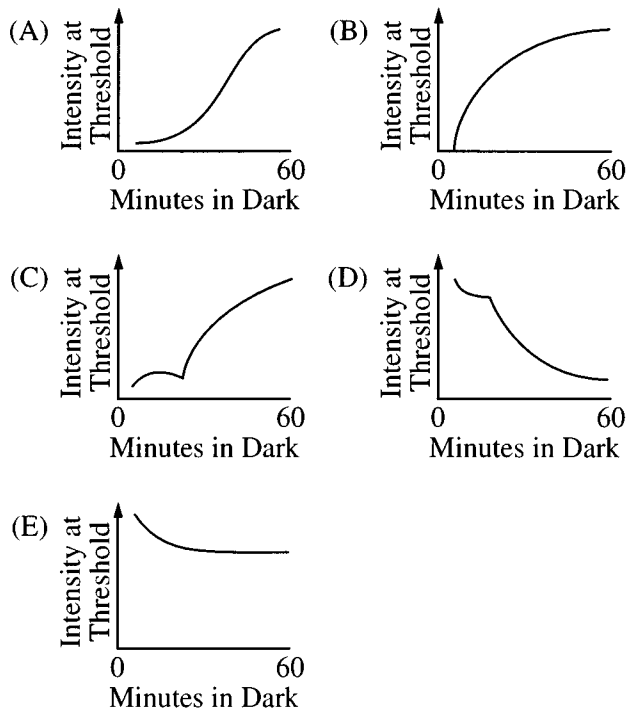 (A)
Intensity at
Threshold
0
60
Minutes in Dark
(B)
Intensity at
Threshold
0
60
Minutes in Dark
(C)
Intensity at
Threshold
0
60
Minutes in Dark
(D)
Intensity at
Threshold
0
60
Minutes in Dark
(E)
Intensity at
Threshold
0
60
Minutes in Dark